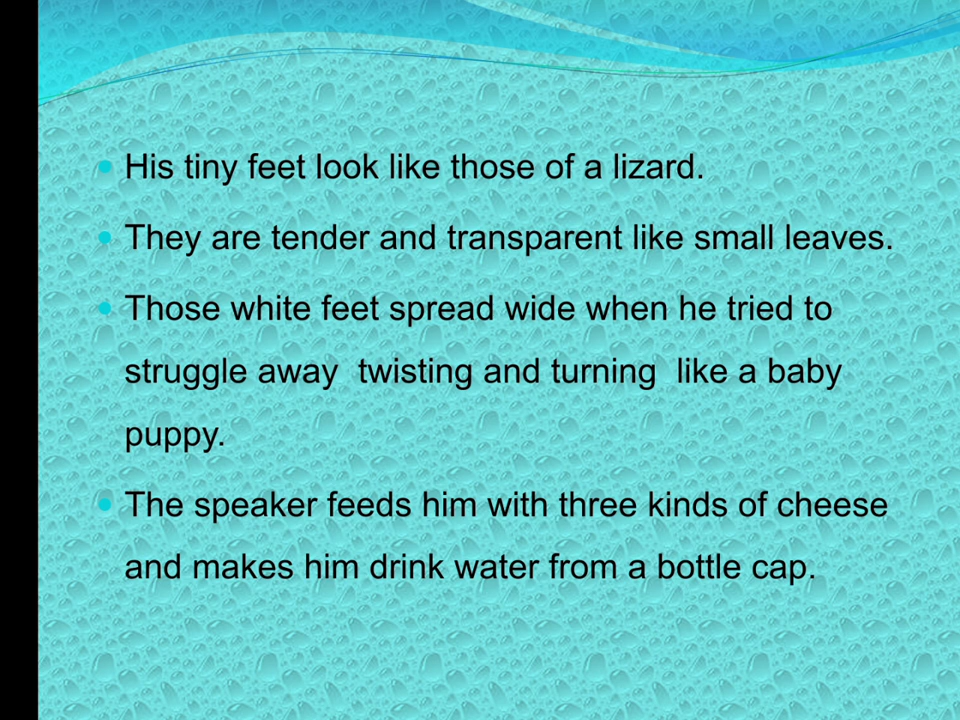 • His tiny feet look like those of a lizard.
• They are tender and transparent like small leaves.
• Those white feet spread wide when he tried to
struggle away  twisting and turning  like a baby
puppy.
• The speaker feeds him with three kinds of cheese
and makes him drink water from a bottle cap.